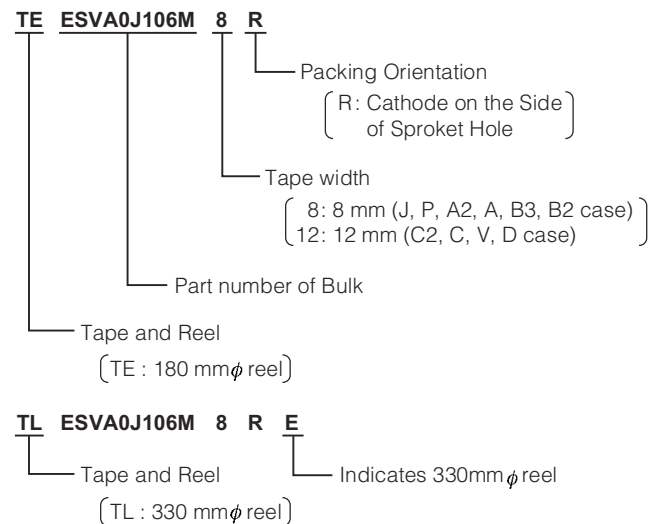 TE ESVA0J106M 8 R
Packing Orientation
R: Cathode on the Side
of Sproket Hole
Tape width
8: 8 mm (J, P, A2, A, B3, B2 case)
12: 12 mm (C2, C, V, D case)
Part number of Bulk
Tape and Reel
TE : 180 mmϕ reel
TL ESVA0J106M 8 R E
Tape and Reel Indicates 330mmϕ reel
TL : 330 mmϕ reel